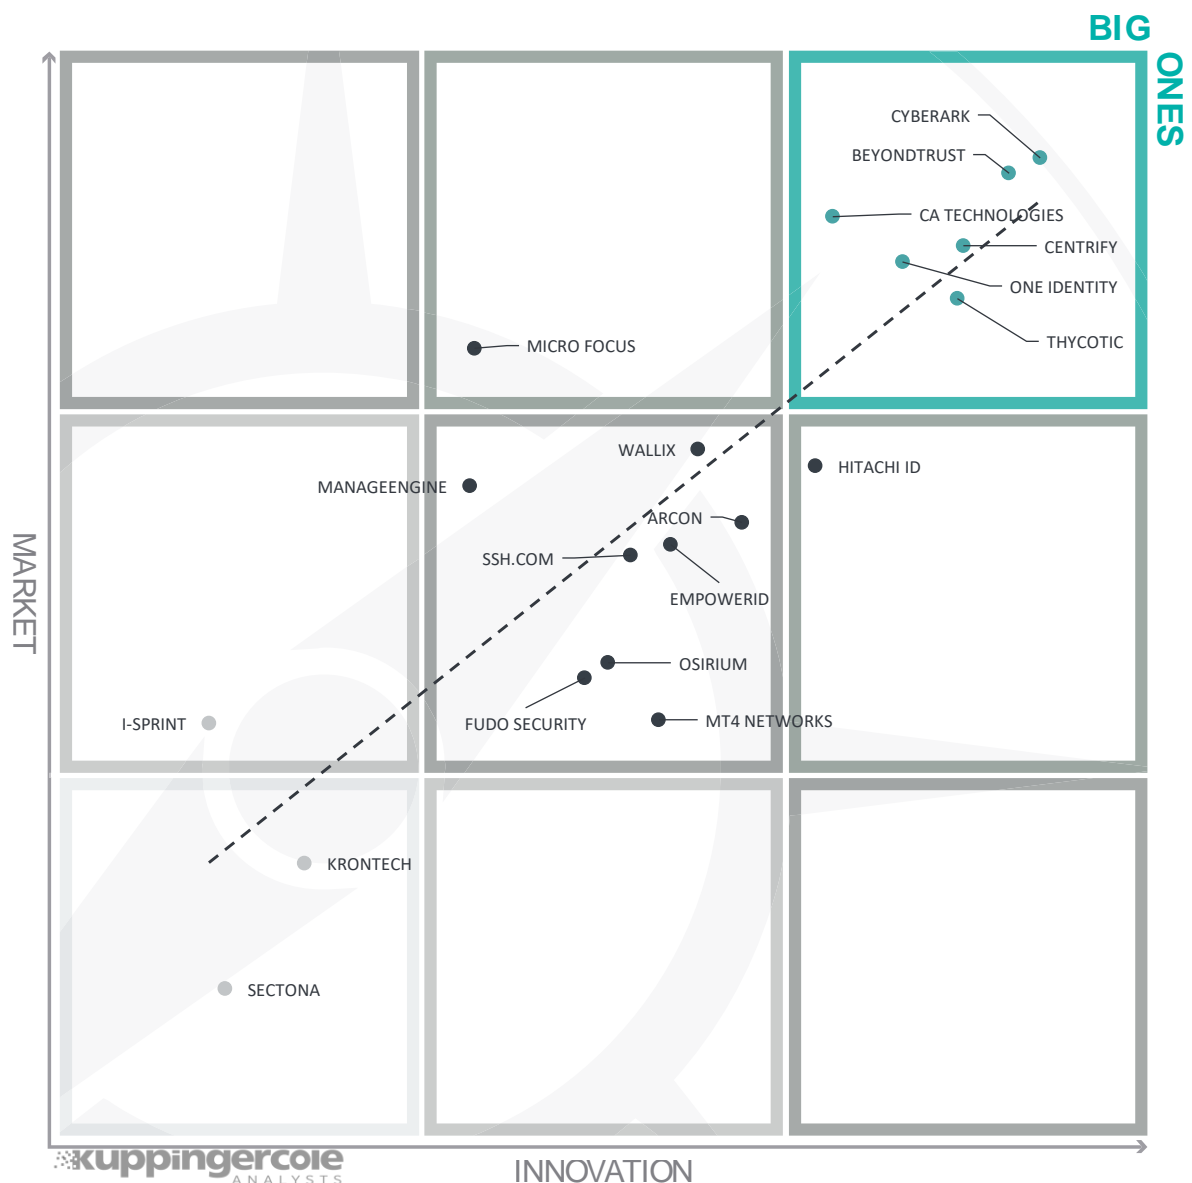 BIG
ONES
CYBERARK
BEYONDTRUST
CA TECHNOLOGIES
CENTRIFY
ONE IDENTITY
THYCOTIC
MICRO FOCUS
WALLIX
HITACHI ID
MANAGEENGINE
ARCON
SSH.COM
EMPOWERID
OSIRIUM
FUDO SECURITY
MT4 NETWORKS
I-SPRINT
KRONTECH
SECTONA
MARKET
INNOVATION
kuppingercole
ANALYSTS